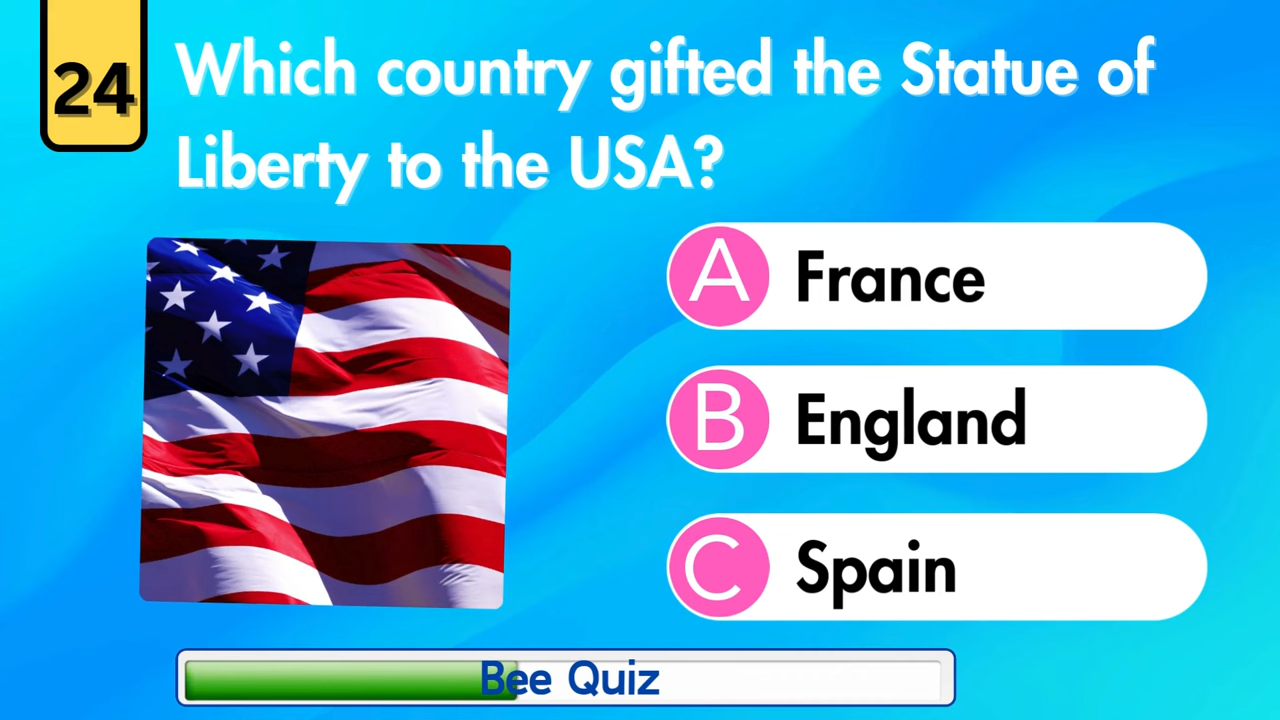 24
Which country gifted the Statue of
Liberty to the USA?
A France
B England
C Spain
Bee Quiz